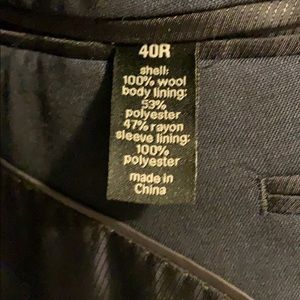 40R
shell:
100% wool
body lining:
53%
polyester
47% rayon
sleeve lining:
100%
polyester
made in
China